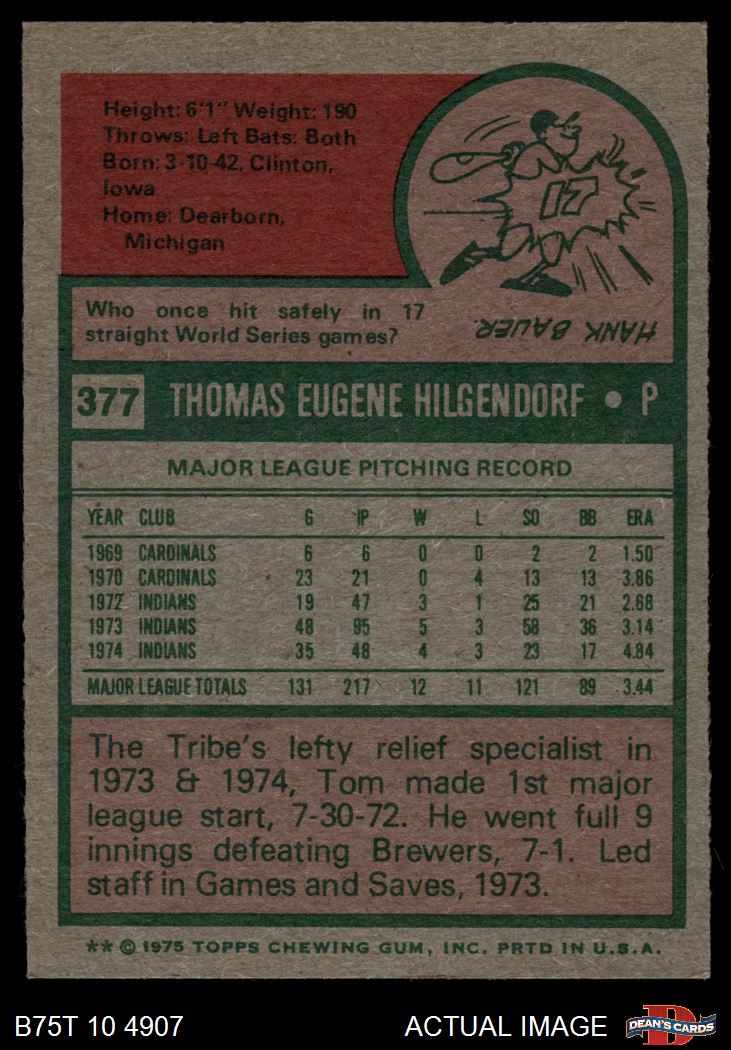 Height: 6'1" Weight: 190
Throws: Left Bats: Both
Born: 3-10-42, Clinton,
Iowa
Home: Dearborn,
Michigan
17
Who once hit safely in 17
straight World Series games?
HANK BAUER.
377 THOMAS EUGENE HILGENDORF • P
MAJOR LEAGUE PITCHING RECORD
YEAR CLUB G IP W L SO BB ERA
1969 CARDINALS 6 6 0 0 2 2 1.50
1970 CARDINALS 23 21 0 4 13 13 3.86
1972 INDIANS 19 47 3 1 25 21 2.68
1973 INDIANS 48 95 5 3 58 36 3.14
1974 INDIANS 35 48 4 3 23 17 4.84
MAJOR LEAGUE TOTALS 131 217 12 11 121 89 3.44
The Tribe's lefty relief specialist in
1973 & 1974, Tom made 1st major
league start, 7-30-72. He went full 9
innings defeating Brewers, 7-1. Led
staff in Games and Saves, 1973.
** © 1975 TOPPS CHEWING GUM, INC. PRTD IN U.S.A.
B75T 10 4907 ACTUAL IMAGE
D
DEAN'S CARDS